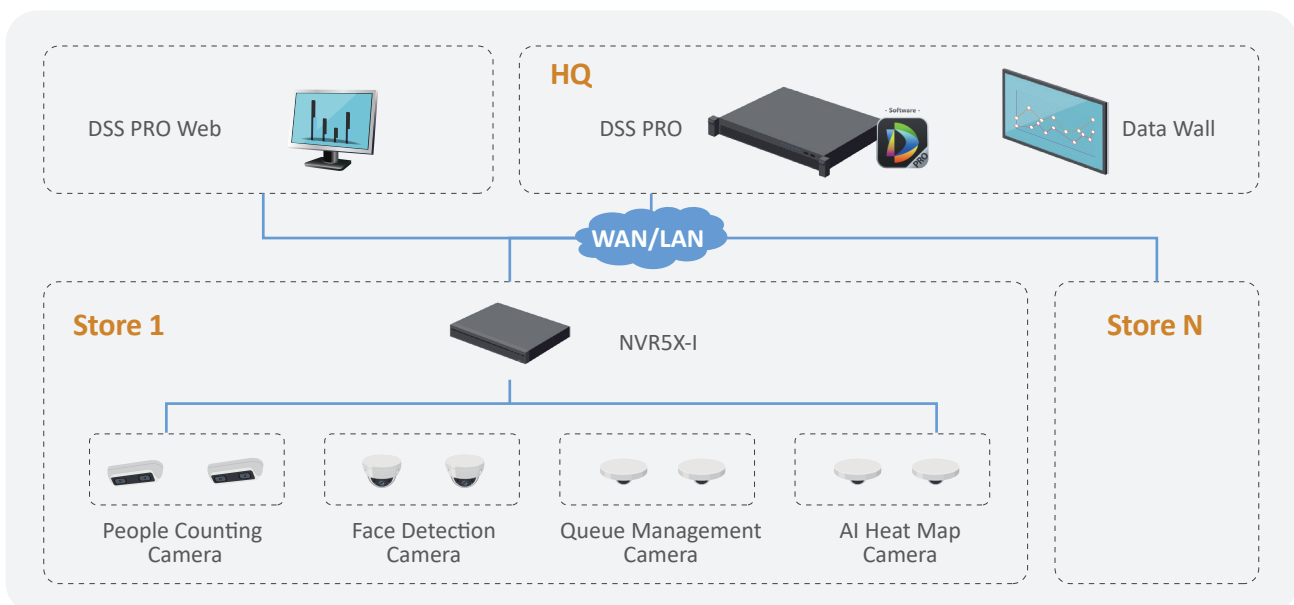 HQ
DSS PRO Web
DSS PRO
- Software -
PRO
Data Wall
WAN/LAN
Store 1
NVR5X-I
Store N
People Counting
Camera
Face Detection
Camera
Queue Management
Camera
AI Heat Map
Camera